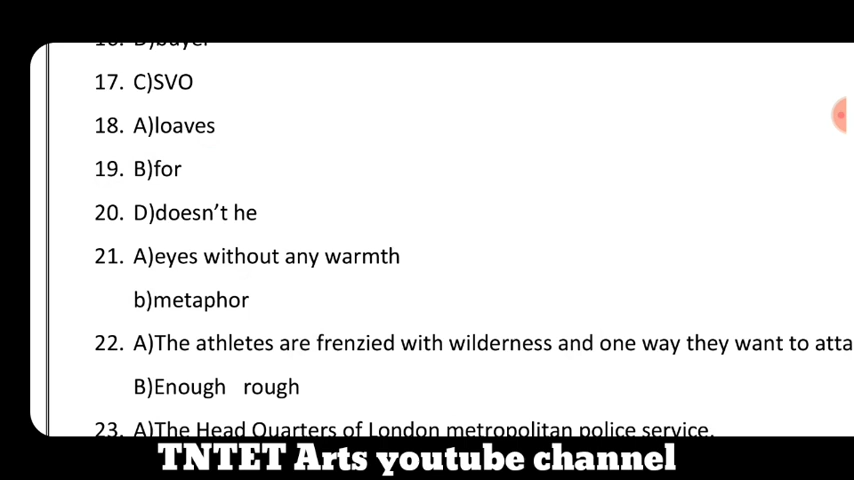 16. D)buyer
17. C)SVO
18. A)loaves
19. B)for
20. D)doesn't he
21. A)eyes without any warmth
b)metaphor
22. A)The athletes are frenzied with wilderness and one way they want to atta
B)Enough rough
23. A)The Head Quarters of London metropolitan police service.
TNTET Arts youtube channel